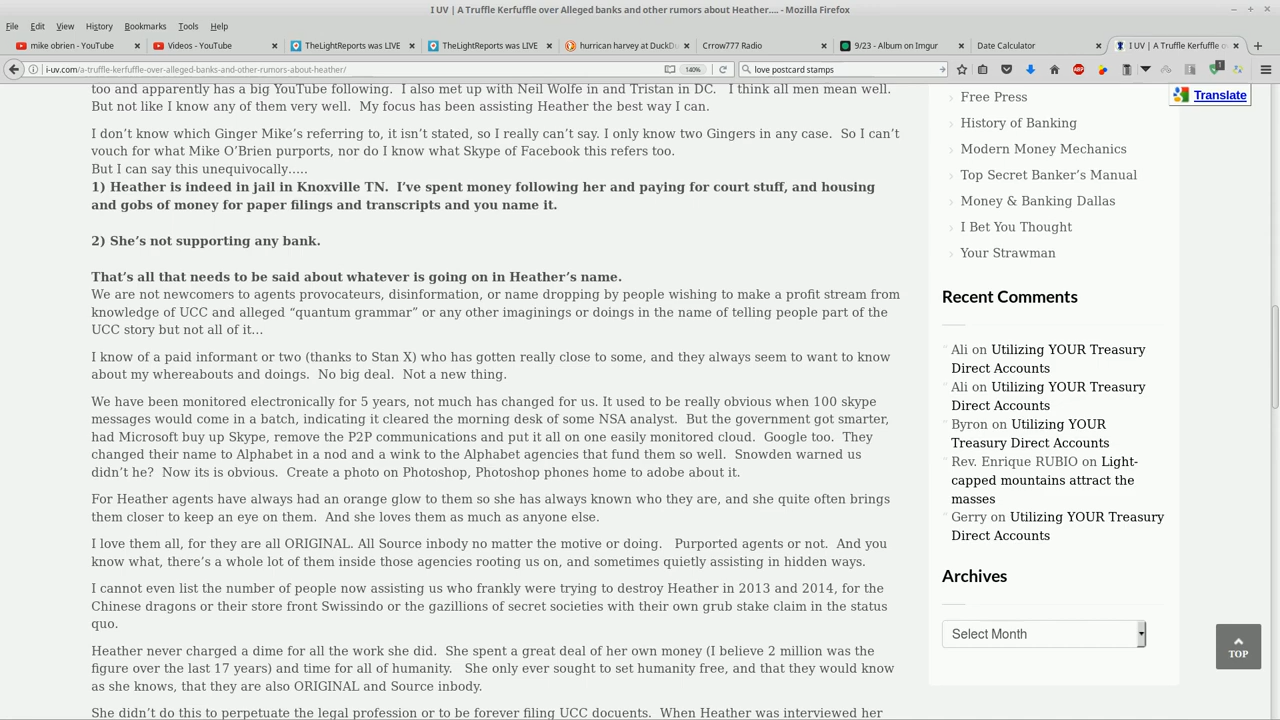 I UV | A Truffle Kerfuffle over Alleged banks and other rumors about Heather.... - Mozilla Firefox
File Edit View History Bookmarks Tools Help
mike obrien - YouTube
Videos - YouTube
TheLightReports was LIVE
TheLightReports was LIVE
hurrican harvey at DuckDu
Crrow777 Radio
9/23 - Album on Imgur
Date Calculator
I UV | A Truffle Kerfuffle o
i-uv.com/a-truffle-kerfuffle-over-alleged-banks-and-other-rumors-about-heather/
140%
love postcard stamps
ABP
1
Translate
too and apparently has a big YouTube following. I also met up with Neil Wolfe in and Tristan in DC. I think all men mean well.
But not like I know any of them very well. My focus has been assisting Heather the best way I can.
I don't know which Ginger Mike's referring to, it isn't stated, so I really can't say. I only know two Gingers in any case. So I can't
vouch for what Mike O'Brien purports, nor do I know what Skype of Facebook this refers too.
But I can say this unequivocally.....
1) Heather is indeed in jail in Knoxville TN. I've spent money following her and paying for court stuff, and housing
and gobs of money for paper filings and transcripts and you name it.
2) She's not supporting any bank.
That's all that needs to be said about whatever is going on in Heather's name.
We are not newcomers to agents provocateurs, disinformation, or name dropping by people wishing to make a profit stream from
knowledge of UCC and alleged "quantum grammar" or any other imaginings or doings in the name of telling people part of the
UCC story but not all of it...
I know of a paid informant or two (thanks to Stan X) who has gotten really close to some, and they always seem to want to know
about my whereabouts and doings. No big deal. Not a new thing.
We have been monitored electronically for 5 years, not much has changed for us. It used to be really obvious when 100 skype
messages would come in a batch, indicating it cleared the morning desk of some NSA analyst. But the government got smarter,
had Microsoft buy up Skype, remove the P2P communications and put it all on one easily monitored cloud. Google too. They
changed their name to Alphabet in a nod and a wink to the Alphabet agencies that fund them so well. Snowden warned us
didn't he? Now its is obvious. Create a photo on Photoshop, Photoshop phones home to adobe about it.
For Heather agents have always had an orange glow to them so she has always known who they are, and she quite often brings
them closer to keep an eye on them. And she loves them as much as anyone else.
I love them all, for they are all ORIGINAL. All Source inbody no matter the motive or doing. Purported agents or not. And you
know what, there's a whole lot of them inside those agencies rooting us on, and sometimes quietly assisting in hidden ways.
I cannot even list the number of people now assisting us who frankly were trying to destroy Heather in 2013 and 2014, for the
Chinese dragons or their store front Swissindo or the gazillions of secret societies with their own grub stake claim in the status
quo.
Heather never charged a dime for all the work she did. She spent a great deal of her own money (I believe 2 million was the
figure over the last 17 years) and time for all of humanity. She only ever sought to set humanity free, and that they would know
as she knows, that they are also ORIGINAL and Source inbody.
She didn't do this to perpetuate the legal profession or to be forever filing UCC docuents. When Heather was interviewed her
Free Press
History of Banking
Modern Money Mechanics
Top Secret Banker's Manual
Money & Banking Dallas
I Bet You Thought
Your Strawman
Recent Comments
Ali on Utilizing YOUR Treasury
Direct Accounts
Ali on Utilizing YOUR Treasury
Direct Accounts
Byron on Utilizing YOUR
Treasury Direct Accounts
Rev. Enrique RUBIO on Light-
capped mountains attract the
masses
Gerry on Utilizing YOUR Treasury
Direct Accounts
Archives
Select Month
TOP